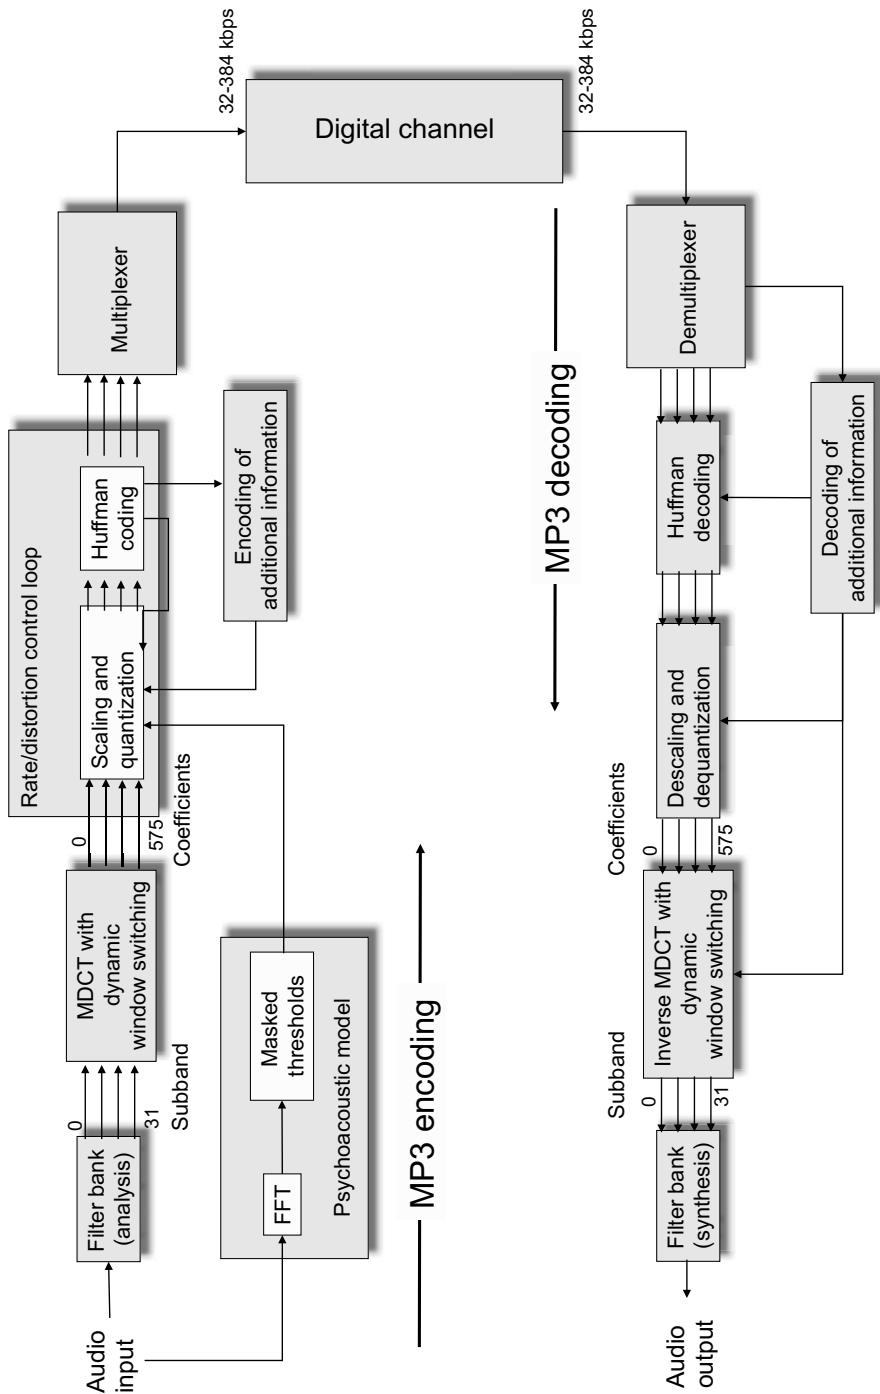 Audio
input
Filter bank
(analysis)
0
31
Subband
MDCT with
dynamic
window switching
0
575
Coefficients
Rate/distortion control loop
Scaling and
quantization
Huffman
coding
Multiplexer
32-384 kbps
Encoding of
additional information
FFT
Masked
thresholds
Psychoacoustic model
MP3 encoding
Digital channel
MP3 decoding
32-384 kbps
Demultiplexer
Huffman
decoding
Decoding of
additional information
Descaling and
dequantization
Coefficients
0
575
Inverse MDCT with
dynamic
window switching
Subband
0
31
Filter bank
(synthesis)
Audio
output